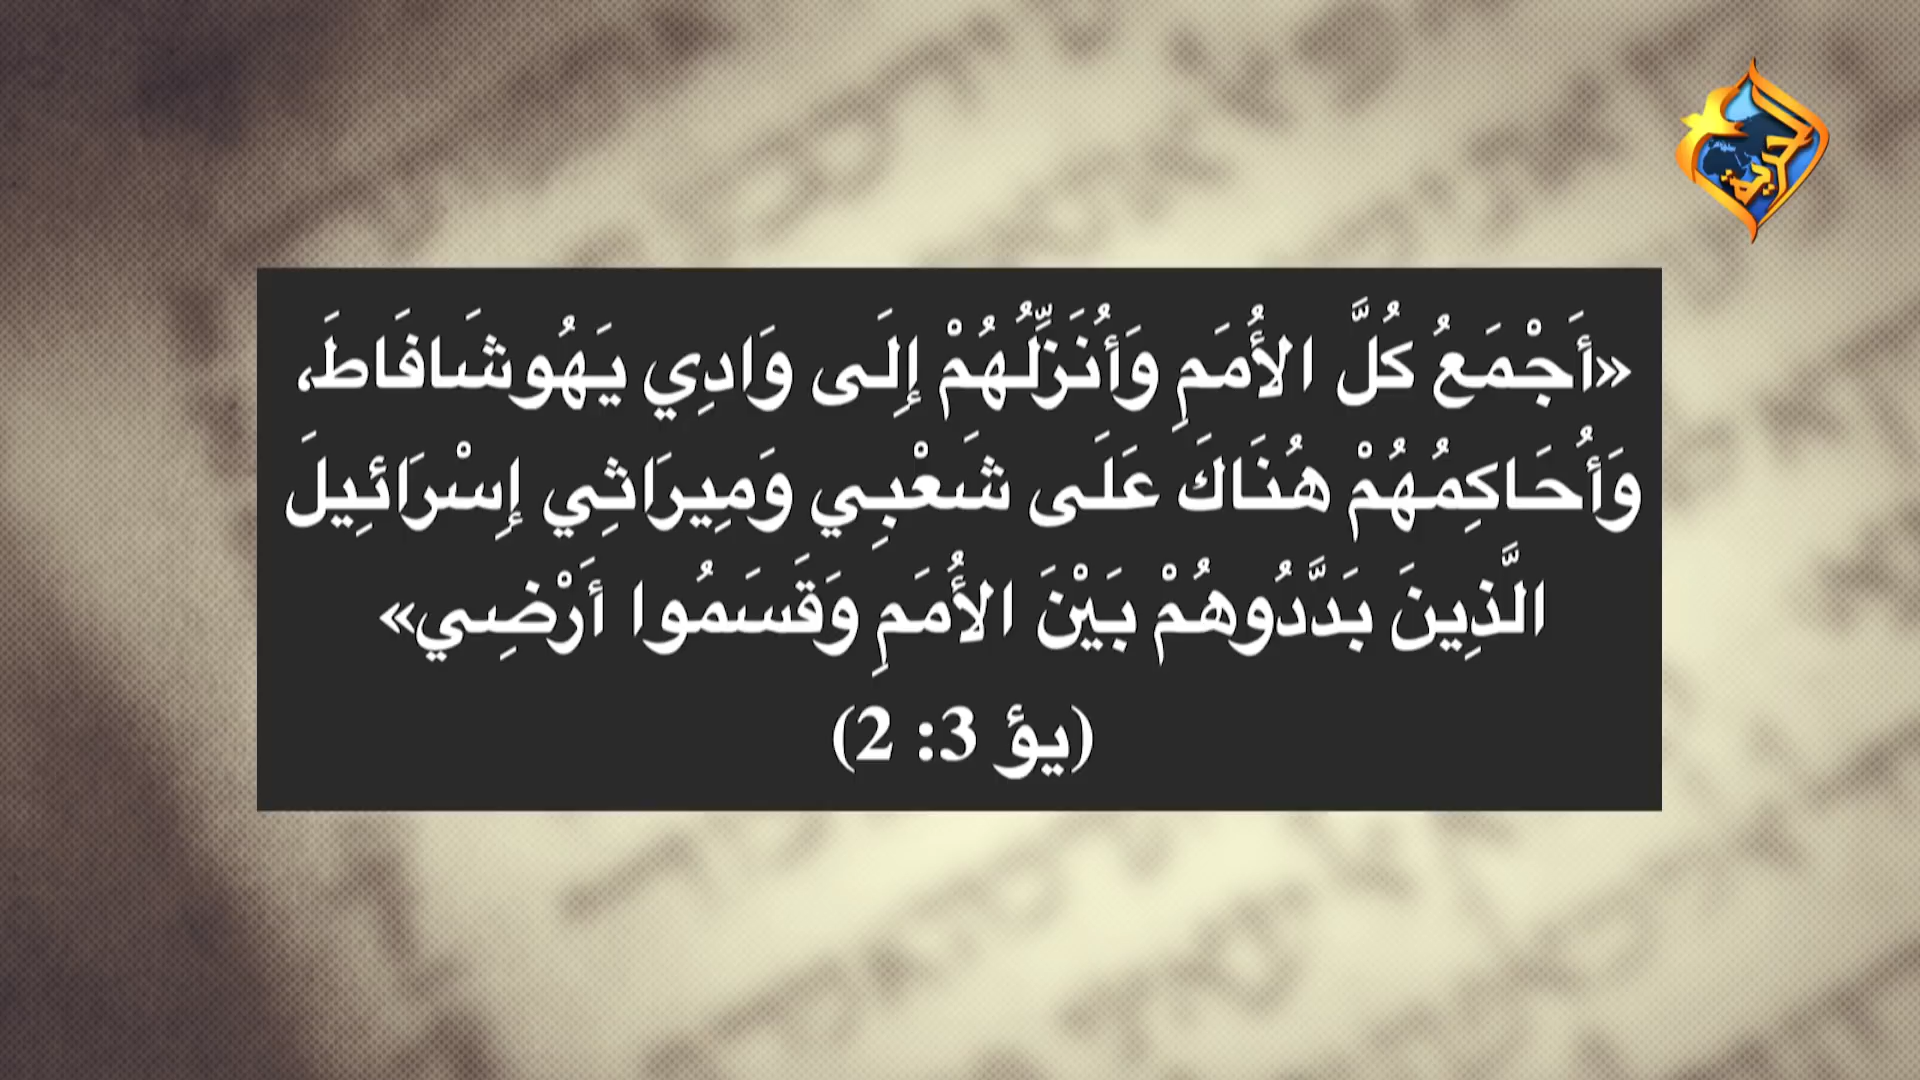 الحرية
«أَجْمَعُ كُلَّ الأُمَمِ وَأُنَزِّلُهُمْ إِلَى وَادِي يَهُوشَافَاطَ،
وَأُحَاكِمُهُمْ هُنَاكَ عَلَى شَعْبِي وَمِيرَاثِي إِسْرَائِيلَ
الَّذِينَ بَدَّدُوهُمْ بَيْنَ الأُمَمِ وَقَسَمُوا أَرْضِي»
(يؤ 3: 2)